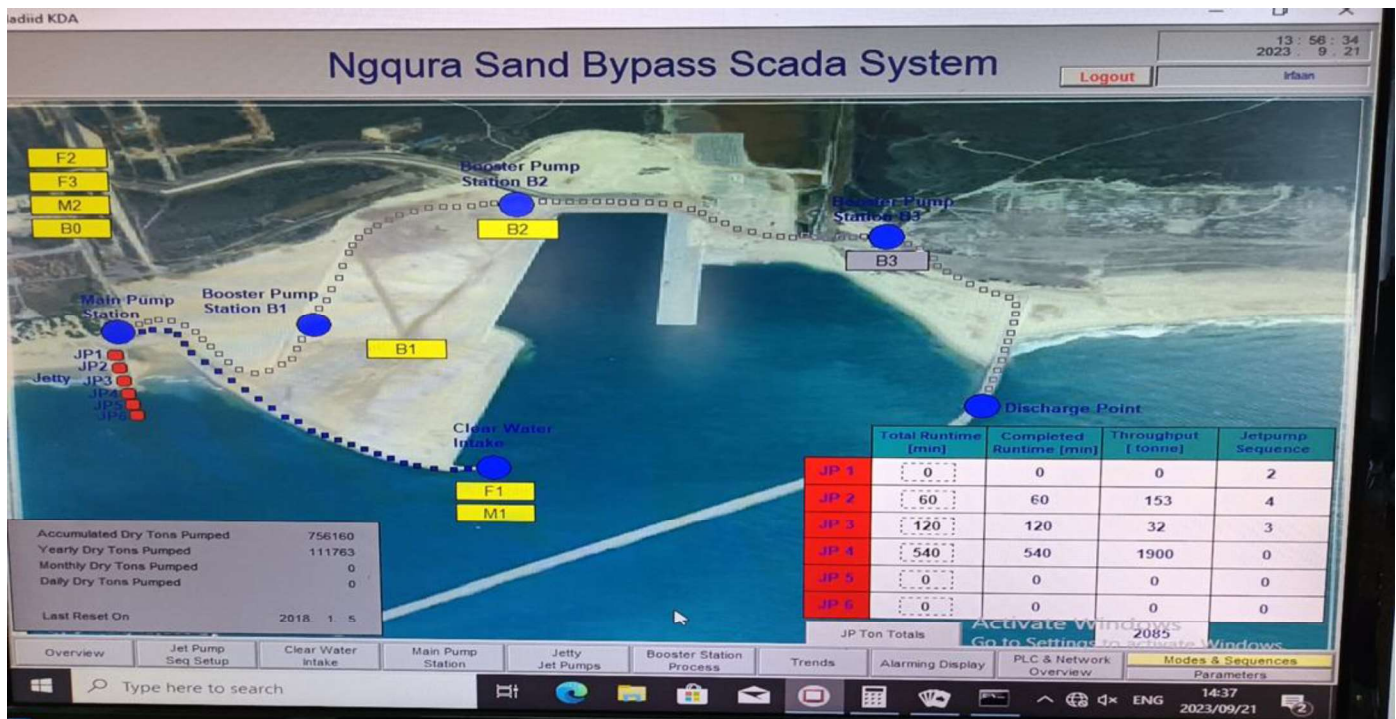 adiid KDA
Ngqura Sand Bypass Scada System
13 : 56 : 34
2023 . 9 . 21
Logout
Irfaan
F2
F3
M2
B0
Booster Pump
Station B2
B2
Booster Pump
Station B3
B3
Main Pump
Station
Booster Pump
Station B1
B1
JP1
JP2
Jetty JP3
JP4
JP5
JP6
Clear Water
Intake
F1
M1
Discharge Point
Total Runtime [min] Completed Runtime [min] Throughput [ tonne] Jetpump Sequence
JP 1 0 0 0 2
JP 2 60 60 153 4
JP 3 120 120 32 3
JP 4 540 540 1900 0
JP 5 0 0 0 0
JP 6 0 0 0 0
JP Ton Totals 2085
Accumulated Dry Tons Pumped 756160
Yearly Dry Tons Pumped 111763
Monthly Dry Tons Pumped 0
Daily Dry Tons Pumped 0
Last Reset On 2018 1 5
Activate Windows
Go to Settings to activate Windows
Overview
Jet Pump
Seq Setup
Clear Water
Intake
Main Pump
Station
Jetty
Jet Pumps
Booster Station
Process
Trends
Alarming Display
PLC & Network
Overview
Modes & Sequences
Parameters
Type here to search
ENG
14:37
2023/09/21
2